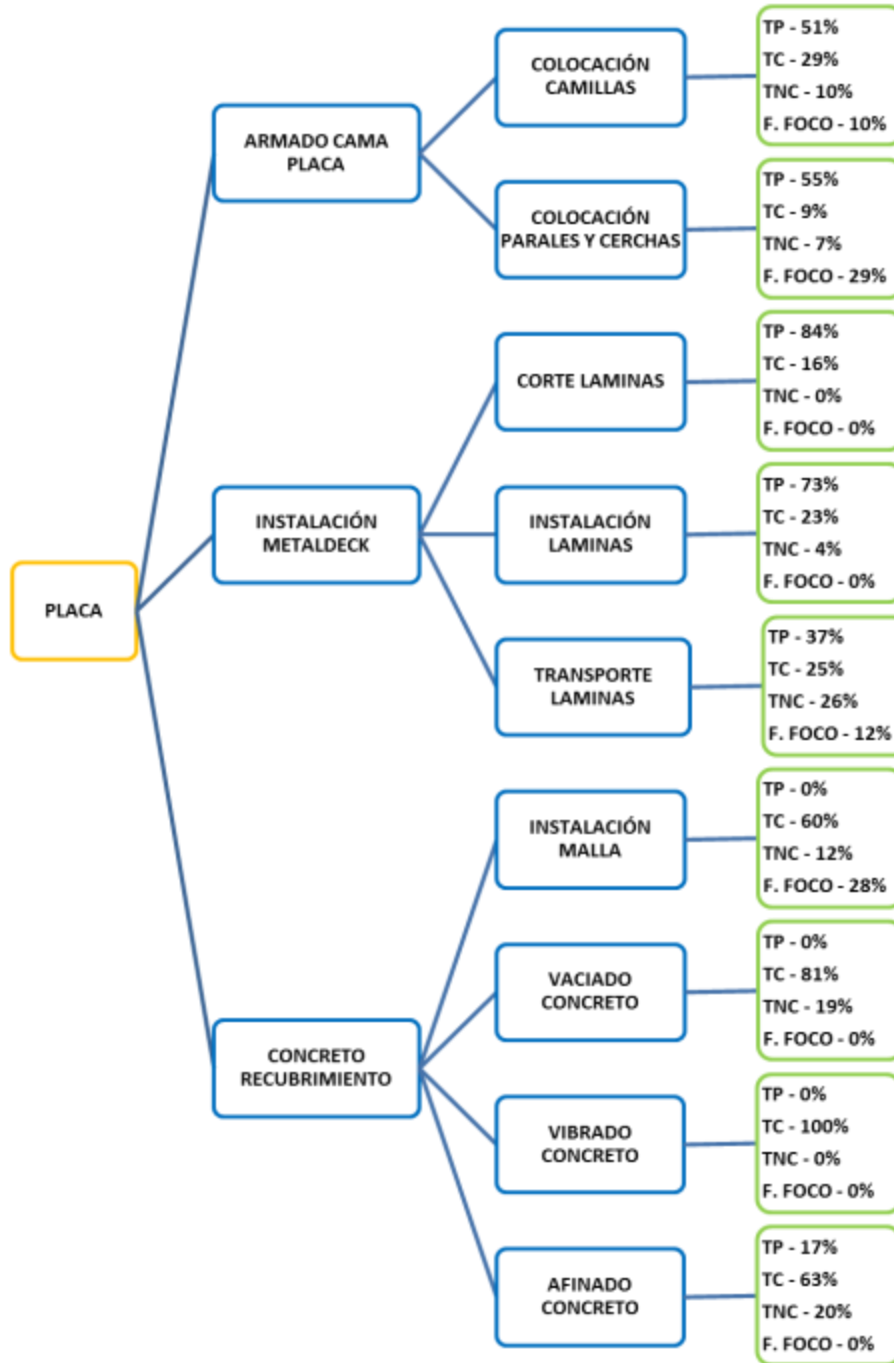 PLACA
ARMADO CAMA
PLACA
COLOCACIÓN
CAMILLAS
TP - 51%
TC - 29%
TNC - 10%
F. FOCO - 10%
COLOCACIÓN
PARALES Y CERCHAS
TP - 55%
TC - 9%
TNC - 7%
F. FOCO - 29%
INSTALACIÓN
METALDECK
CORTE LAMINAS
TP - 84%
TC - 16%
TNC - 0%
F. FOCO - 0%
INSTALACIÓN
LAMINAS
TP - 73%
TC - 23%
TNC - 4%
F. FOCO - 0%
TRANSPORTE
LAMINAS
TP - 37%
TC - 25%
TNC - 26%
F. FOCO - 12%
CONCRETO
RECUBRIMIENTO
INSTALACIÓN
MALLA
TP - 0%
TC - 60%
TNC - 12%
F. FOCO - 28%
VACIADO
CONCRETO
TP - 0%
TC - 81%
TNC - 19%
F. FOCO - 0%
VIBRADO
CONCRETO
TP - 0%
TC - 100%
TNC - 0%
F. FOCO - 0%
AFINADO
CONCRETO
TP - 17%
TC - 63%
TNC - 20%
F. FOCO - 0%